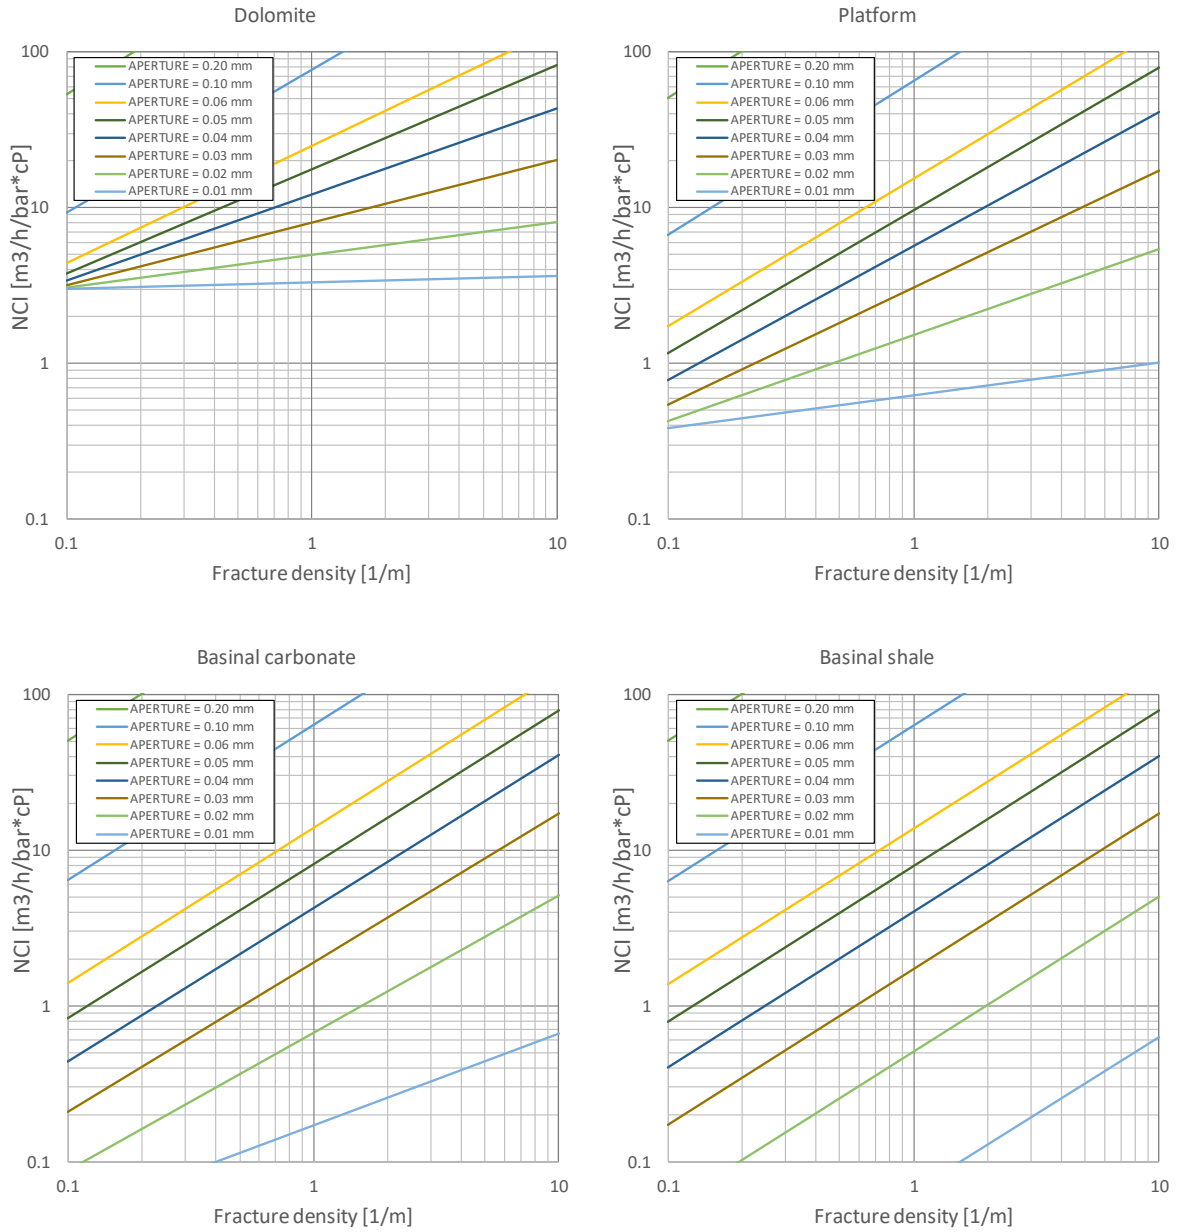 Dolomite
NCI [m3/h/bar*cP]
100
10
1
0.1
APERTURE = 0.20 mm
APERTURE = 0.10 mm
APERTURE = 0.06 mm
APERTURE = 0.05 mm
APERTURE = 0.04 mm
APERTURE = 0.03 mm
APERTURE = 0.02 mm
APERTURE = 0.01 mm
0.1 1 10
Fracture density [1/m]
Platform
NCI [m3/h/bar*cP]
100
10
1
0.1
APERTURE = 0.20 mm
APERTURE = 0.10 mm
APERTURE = 0.06 mm
APERTURE = 0.05 mm
APERTURE = 0.04 mm
APERTURE = 0.03 mm
APERTURE = 0.02 mm
APERTURE = 0.01 mm
0.1 1 10
Fracture density [1/m]
Basinal carbonate
NCI [m3/h/bar*cP]
100
10
1
0.1
APERTURE = 0.20 mm
APERTURE = 0.10 mm
APERTURE = 0.06 mm
APERTURE = 0.05 mm
APERTURE = 0.04 mm
APERTURE = 0.03 mm
APERTURE = 0.02 mm
APERTURE = 0.01 mm
0.1 1 10
Fracture density [1/m]
Basinal shale
NCI [m3/h/bar*cP]
100
10
1
0.1
APERTURE = 0.20 mm
APERTURE = 0.10 mm
APERTURE = 0.06 mm
APERTURE = 0.05 mm
APERTURE = 0.04 mm
APERTURE = 0.03 mm
APERTURE = 0.02 mm
APERTURE = 0.01 mm
0.1 1 10
Fracture density [1/m]